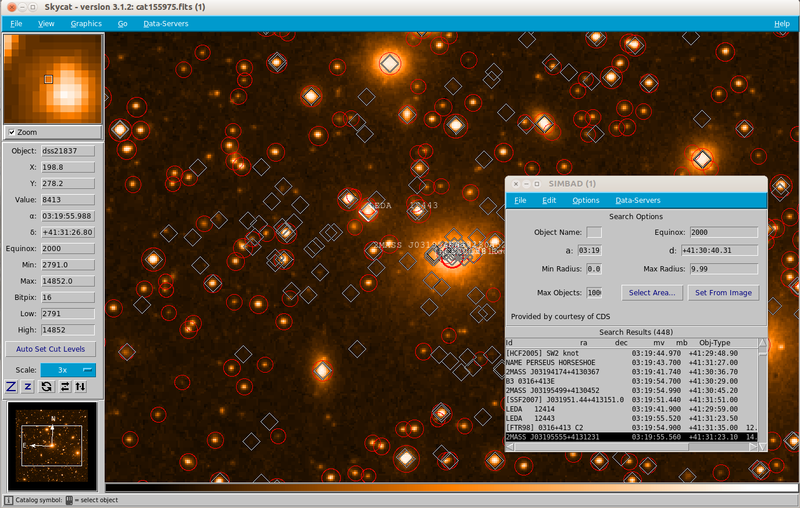 Skycat - version 3.1.2: cat155975.fits (1)
File View Graphics Go Data-Servers Help
Zoom
Object: dss21837
X: 198.8
Y: 278.2
Value: 8413
α: 03:19:55.988
δ: +41:31:26.80
Equinox: 2000
Min: 2791.0
Max: 14852.0
Bitpix: 16
Low: 2791
High: 14852
Auto Set Cut Levels
Scale: 3x
Z Z
N
E
LEDA 12443
2MASS
SIMBAD (1)
File Edit Options Data-Servers
Search Options
Object Name: Equinox: 2000
a: 03:19 d: +41:30:40.31
Min Radius: 0.0 Max Radius: 9.99
Max Objects: 100 Select Area... Set From Image
Provided by courtesy of CDS
Search Results (448)
Id ra dec mv mb Obj-Type
[HCF2005] SW2 knot 03:19:44.970 +41:29:48.90
NAME PERSEUS HORSESHOE 03:19:43.700 +41:31:27.00
2MASS J03194174+4130367 03:19:41.740 +41:30:36.70
B3 0316+413E 03:19:54.700 +41:30:29.00
2MASS J03195499+4130452 03:19:54.990 +41:30:45.20
[SSF2007] J031951.44+413151.0 03:19:51.440 +41:31:51.00
LEDA 12414 03:19:41.900 +41:29:59.00
LEDA 12443 03:19:55.520 +41:31:23.50
[FTR98] 0316+413 C2 03:19:54.900 +41:31:35.00 12.
2MASS J03195555+4131231 03:19:55.560 +41:31:23.10 14.
Catalog symbol: = select object